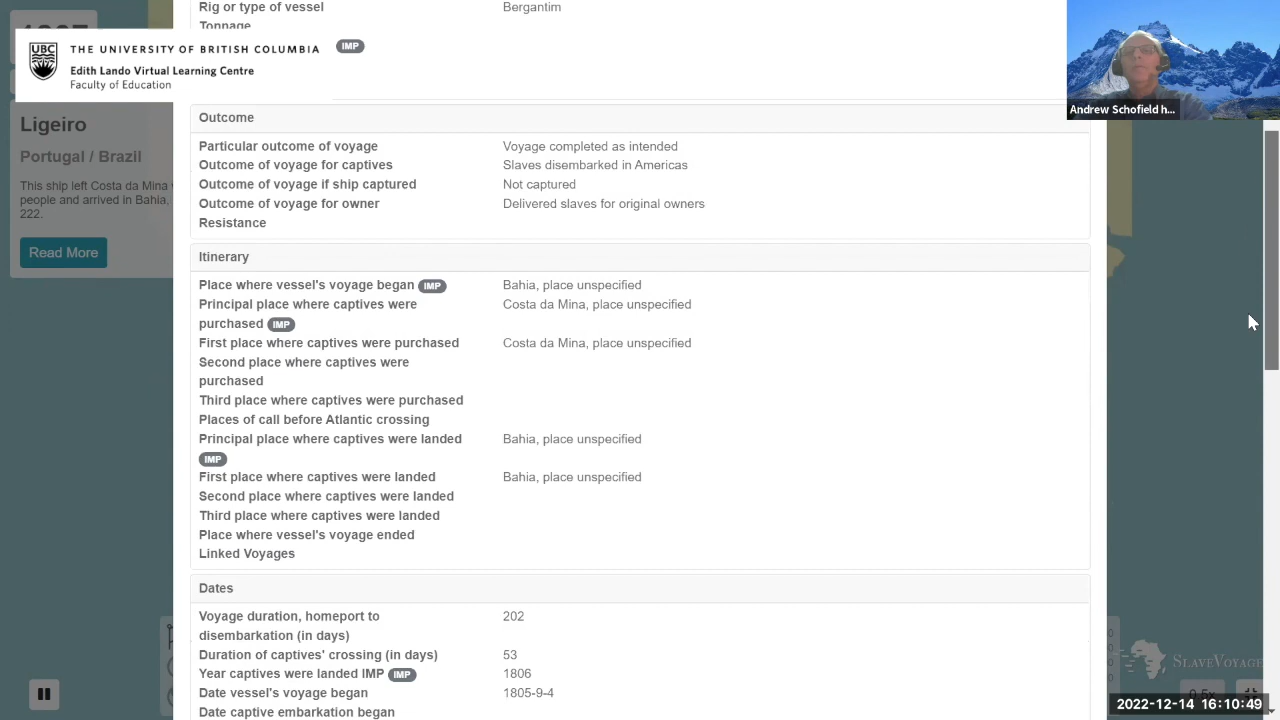 Rig or type of vessel Bergantim
Tonnage
UBC
THE UNIVERSITY OF BRITISH COLUMBIA IMP
Edith Lando Virtual Learning Centre
Faculty of Education
Andrew Schofield h...
Ligeiro
Portugal / Brazil
This ship left Costa da Mina
people and arrived in Bahia,
222.
Read More
Outcome
Particular outcome of voyage Voyage completed as intended
Outcome of voyage for captives Slaves disembarked in Americas
Outcome of voyage if ship captured Not captured
Outcome of voyage for owner Delivered slaves for original owners
Resistance
Itinerary
Place where vessel's voyage began IMP Bahia, place unspecified
Principal place where captives were Costa da Mina, place unspecified
purchased IMP
First place where captives were purchased Costa da Mina, place unspecified
Second place where captives were
purchased
Third place where captives were purchased
Places of call before Atlantic crossing
Principal place where captives were landed Bahia, place unspecified
IMP
First place where captives were landed Bahia, place unspecified
Second place where captives were landed
Third place where captives were landed
Place where vessel's voyage ended
Linked Voyages
Dates
Voyage duration, homeport to 202
disembarkation (in days)
Duration of captives' crossing (in days) 53
Year captives were landed IMP IMP 1806
Date vessel's voyage began 1805-9-4
Date captive embarkation began
SLAVEVOYAGE
0.5x
2022-12-14 16:10:49